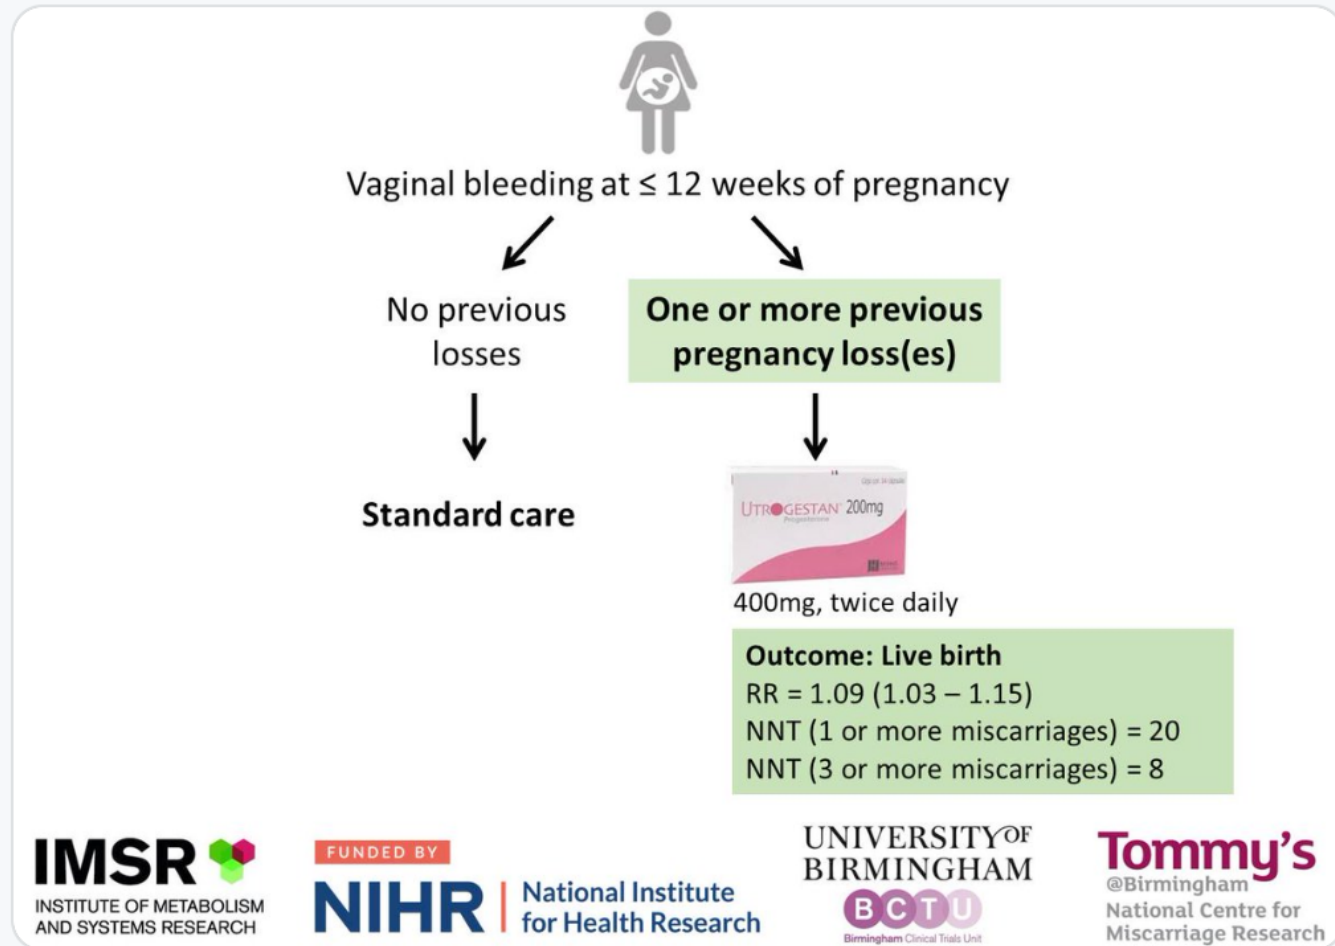 Vaginal bleeding at ≤ 12 weeks of pregnancy
No previous
losses
One or more previous
pregnancy loss(es)
Standard care
UTROGESTAN 200mg
Progesterone
400mg, twice daily
Outcome: Live birth
RR = 1.09 (1.03 – 1.15)
NNT (1 or more miscarriages) = 20
NNT (3 or more miscarriages) = 8
IMSR
INSTITUTE OF METABOLISM
AND SYSTEMS RESEARCH
FUNDED BY
NIHR | National Institute
for Health Research
UNIVERSITY OF
BIRMINGHAM
BCTU
Birmingham Clinical Trials Unit
Tommy's
@Birmingham
National Centre for
Miscarriage Research